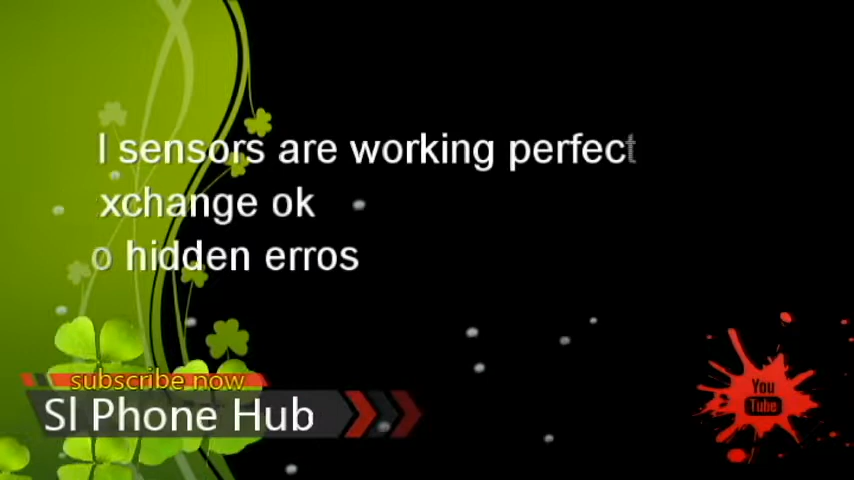 l sensors are working perfect
xchange ok
o hidden erros
subscribe now
Sl Phone Hub
You
Tube